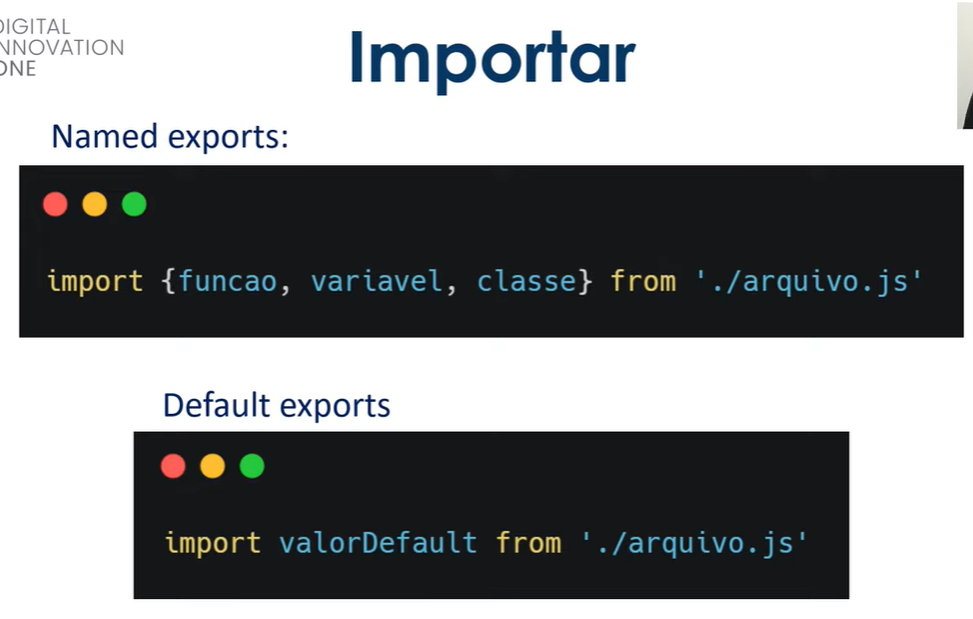 DIGITAL
INNOVATION
ONE
Importar
Named exports:
import {funcao, variavel, classe} from './arquivo.js'
Default exports
import valorDefault from './arquivo.js'